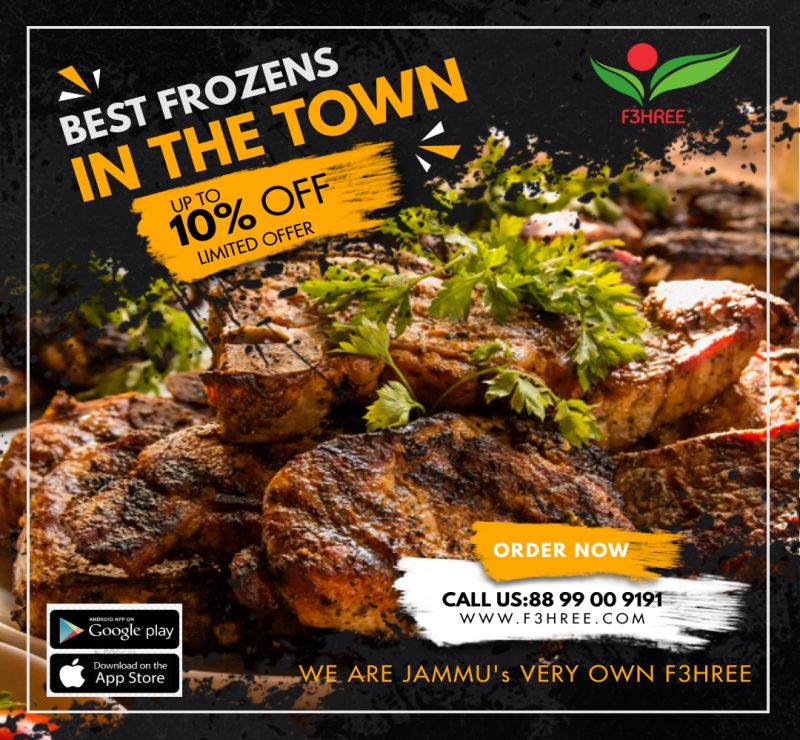 BEST FROZENS
IN THE TOWN
UP TO
10% OFF
LIMITED OFFER
F3HREE
ORDER NOW
CALL US:88 99 00 9191
WWW.F3HREE.COM
ANDROID APP ON
Google play
Download on the
App Store
WE ARE JAMMU's VERY OWN F3HREE